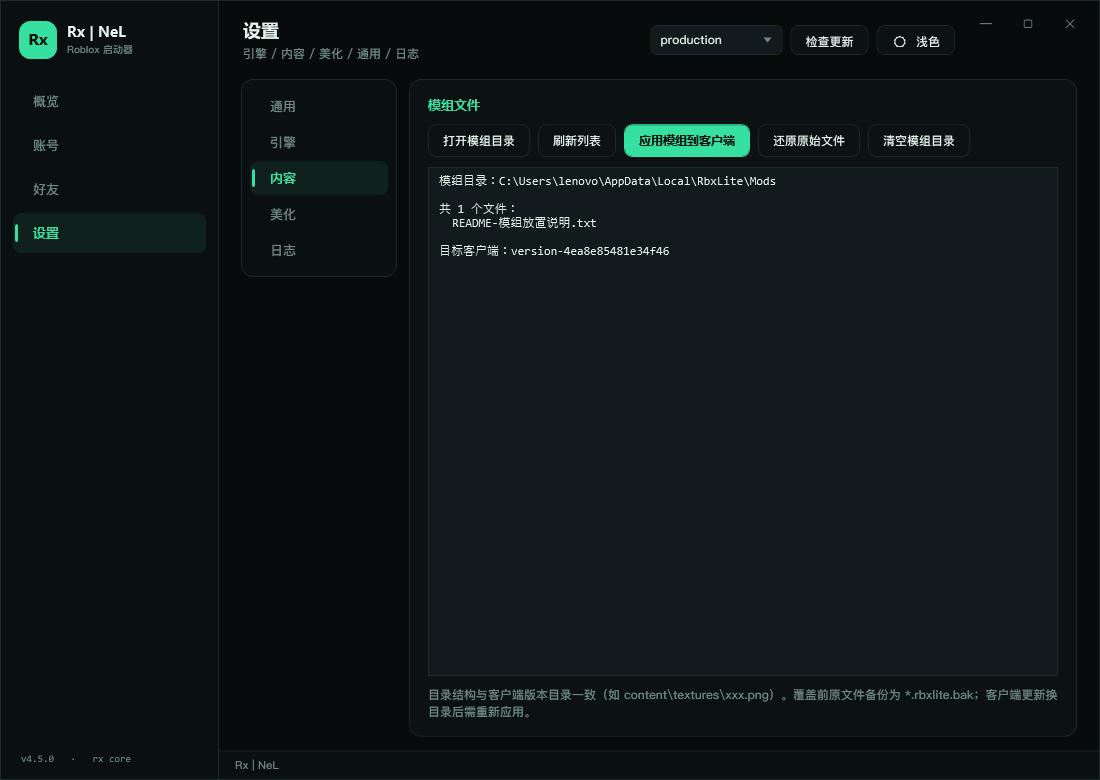 Rx
Rx | NeL
Roblox 启动器
概览
账号
好友
设置
v4.5.0 · rx core
设置
引擎 / 内容 / 美化 / 通用 / 日志
production
检查更新
浅色
通用
引擎
内容
美化
日志
模组文件
打开模组目录
刷新列表
应用模组到客户端
还原原始文件
清空模组目录
模组目录：C:\Users\lenovo\AppData\Local\RbxLite\Mods
共 1 个文件：
README-模组放置说明.txt
目标客户端：version-4ea8e85481e34f46
目录结构与客户端版本目录一致（如 content\textures\xxx.png）。覆盖前原文件备份为 *.rbxlite.bak；客户端更新换
目录后需重新应用。
Rx | NeL